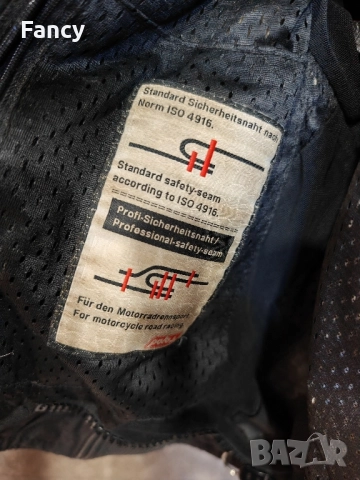 Fancy
Standard Sicherheitsnaht nach
Norm ISO 4916.
Standard safety-seam
according to ISO 4916.
Profi-Sicherheitsnaht/
Professional-safety-seam
Für den Motorradrennsport
For motorcycle road racing
BAZAR